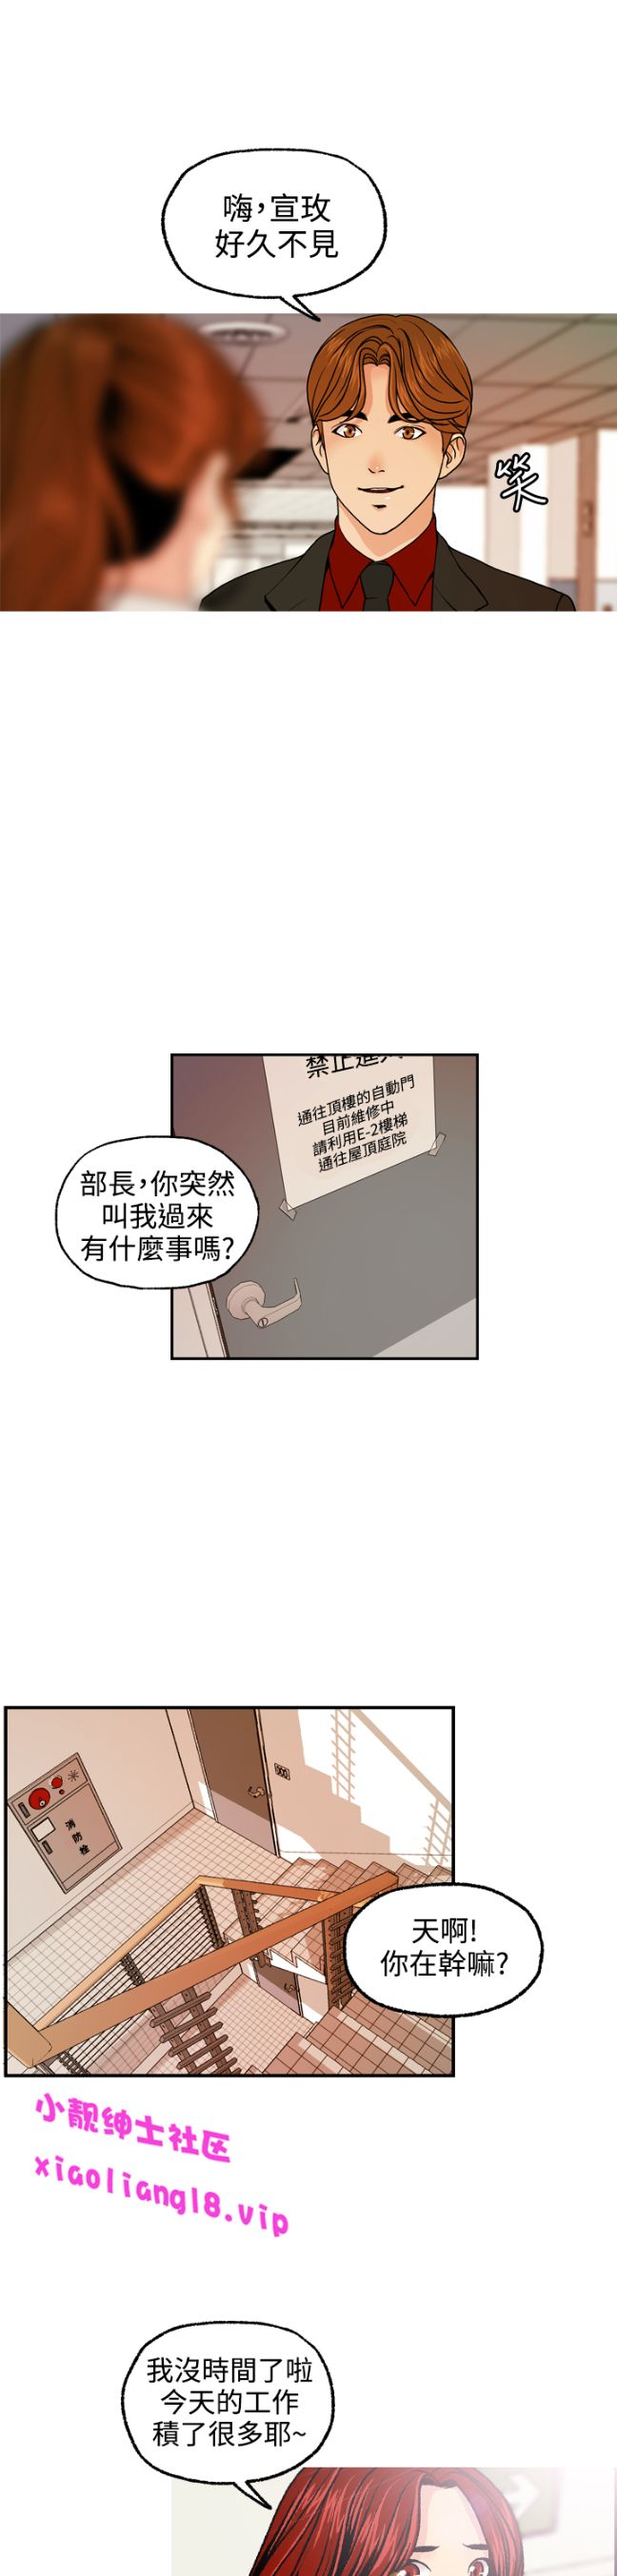 嗨，宣玫
好久不見
笑
禁止進入
通往頂樓的自動門
目前維修中
請利用E-2樓梯
通往屋頂庭院
部長，你突然
叫我過來
有什麼事嗎?
消防栓
天啊!
你在幹嘛?
小靓绅士社区
xiaoliang18.vip
我沒時間了啦
今天的工作
積了很多耶~